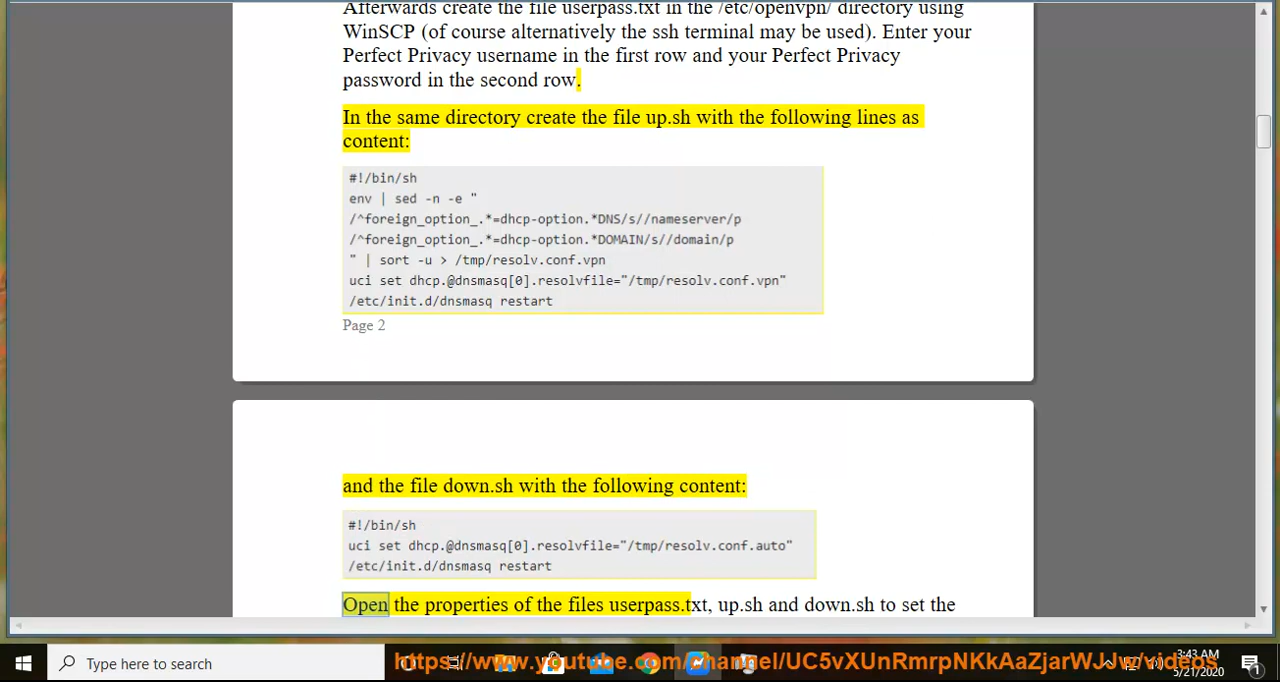 Afterwards create the file userpass.txt in the /etc/openvpn/ directory using
WinSCP (of course alternatively the ssh terminal may be used). Enter your
Perfect Privacy username in the first row and your Perfect Privacy
password in the second row.
In the same directory create the file up.sh with the following lines as
content:
#!/bin/sh
env | sed -n -e "
/^foreign_option_.*=dhcp-option.*DNS/s//nameserver/p
/^foreign_option_.*=dhcp-option.*DOMAIN/s//domain/p
" | sort -u > /tmp/resolv.conf.vpn
uci set dhcp.@dnsmasq[0].resolvfile="/tmp/resolv.conf.vpn"
/etc/init.d/dnsmasq restart
Page 2
and the file down.sh with the following content:
#!/bin/sh
uci set dhcp.@dnsmasq[0].resolvfile="/tmp/resolv.conf.auto"
/etc/init.d/dnsmasq restart
Open the properties of the files userpass.txt, up.sh and down.sh to set the
Type here to search
https://www.youtube.com/channel/UC5vXUnRmrpNKkAaZjarWJJw/videos
3:43 AM
5/21/2020
1